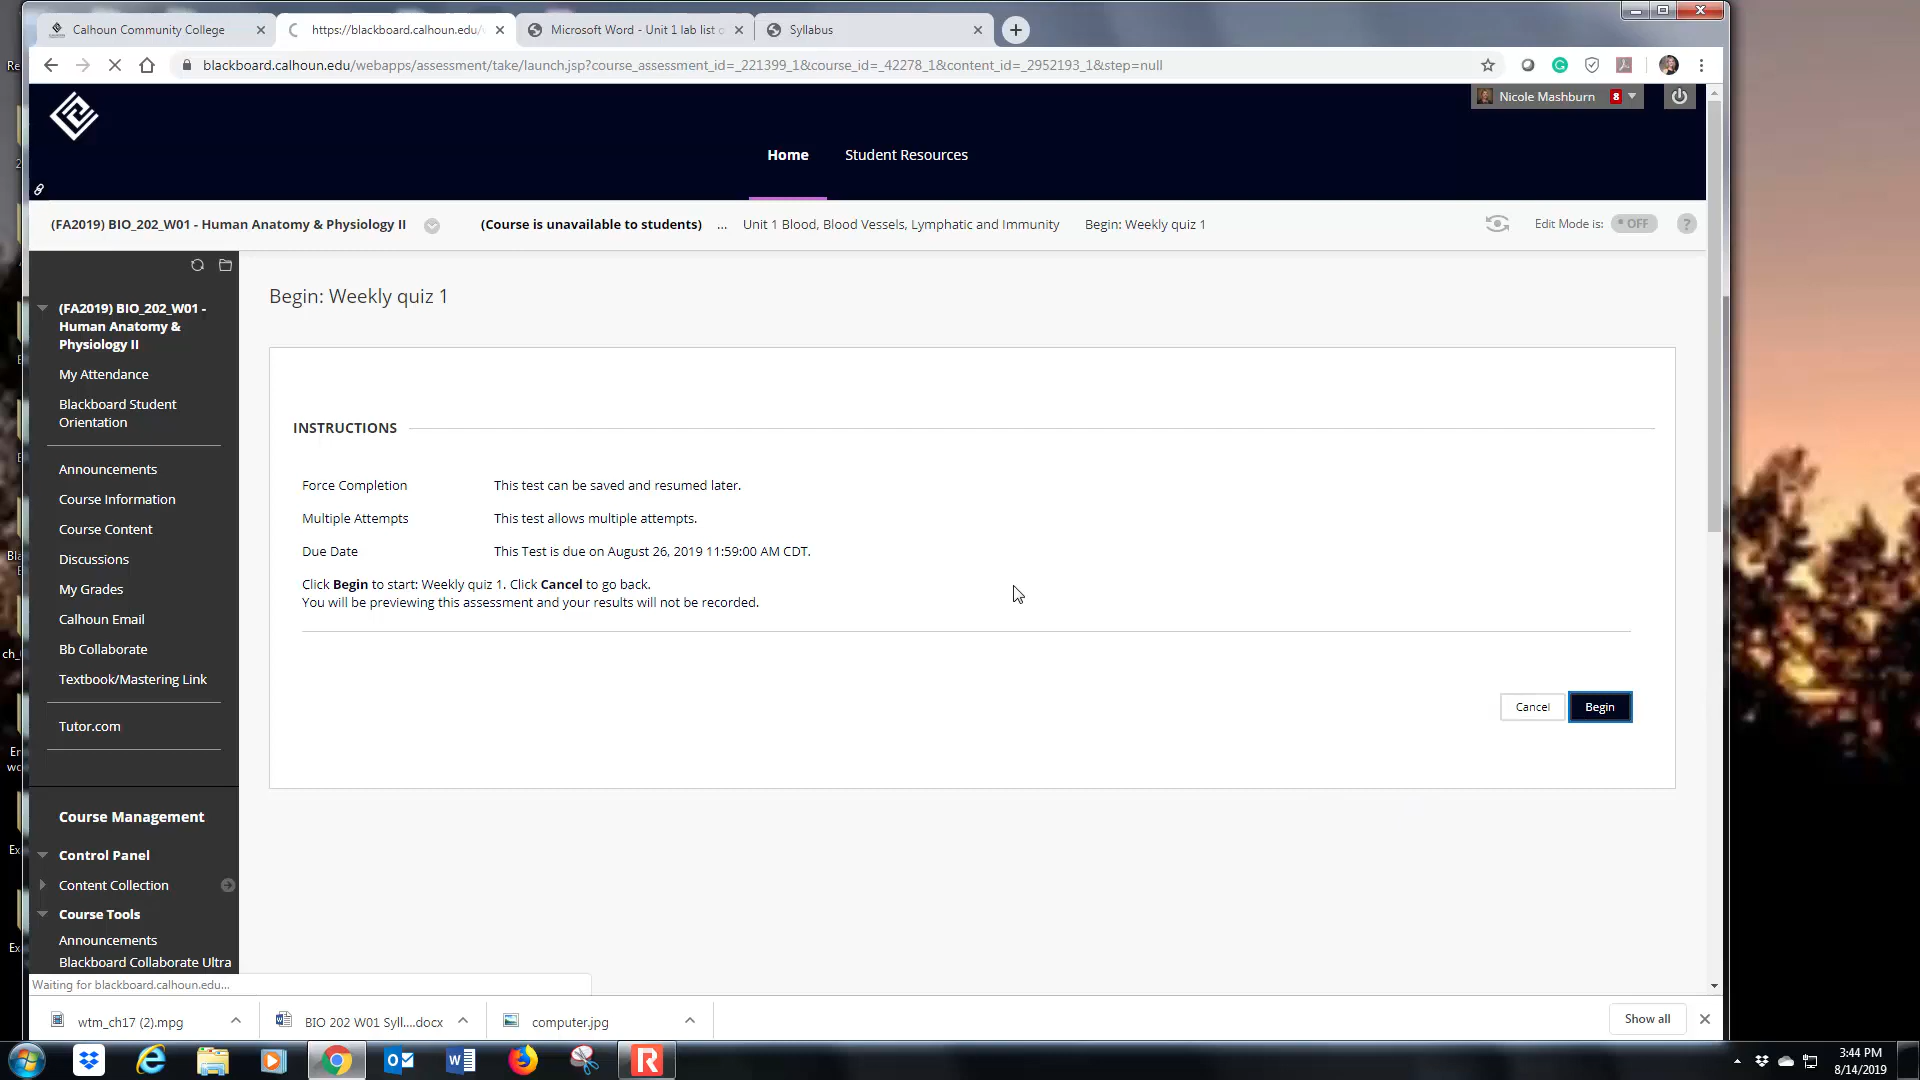 Calhoun Community College
https://blackboard.calhoun.edu/
Microsoft Word - Unit 1 lab list
Syllabus
blackboard.calhoun.edu/webapps/assessment/take/launch.jsp?course_assessment_id=_221399_1&course_id=_42278_1&content_id=_2952193_1&step=null
Nicole Mashburn 8
Home Student Resources
(FA2019) BIO_202_W01 - Human Anatomy & Physiology II (Course is unavailable to students) ... Unit 1 Blood, Blood Vessels, Lymphatic and Immunity Begin: Weekly quiz 1 Edit Mode is: OFF ?
(FA2019) BIO_202_W01 -
Human Anatomy &
Physiology II
My Attendance
Blackboard Student
Orientation
Announcements
Course Information
Course Content
Discussions
My Grades
Calhoun Email
Bb Collaborate
Textbook/Mastering Link
Tutor.com
Course Management
Control Panel
Content Collection
Course Tools
Announcements
Blackboard Collaborate Ultra
Begin: Weekly quiz 1
INSTRUCTIONS
Force Completion This test can be saved and resumed later.
Multiple Attempts This test allows multiple attempts.
Due Date This Test is due on August 26, 2019 11:59:00 AM CDT.
Click Begin to start: Weekly quiz 1. Click Cancel to go back.
You will be previewing this assessment and your results will not be recorded.
Cancel Begin
Waiting for blackboard.calhoun.edu...
wtm_ch17 (2).mpg
BIO 202 W01 Syll....docx
computer.jpg
Show all
3:44 PM
8/14/2019